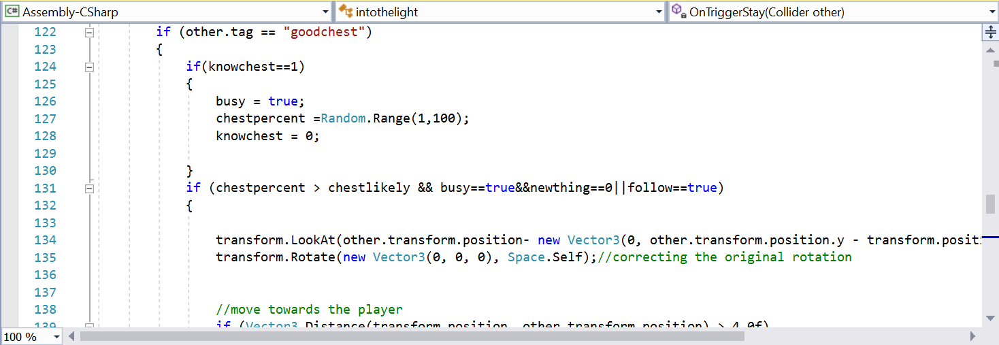 C# Assembly-CSharp intothelight OnTriggerStay(Collider other)
122 if (other.tag == "goodchest")
123 {
124 if(knowchest==1)
125 {
126 busy = true;
127 chestpercent =Random.Range(1,100);
128 knowchest = 0;
129
130 }
131 if (chestpercent > chestlikely && busy==true&&newthing==0||follow==true)
132 {
133
134 transform.LookAt(other.transform.position- new Vector3(0, other.transform.position.y - transform.positi
135 transform.Rotate(new Vector3(0, 0, 0), Space.Self);//correcting the original rotation
136
137
138 //move towards the player
139 if (Vector3.Distance(transform.position, other.transform.position) > 4.0f)
100 %